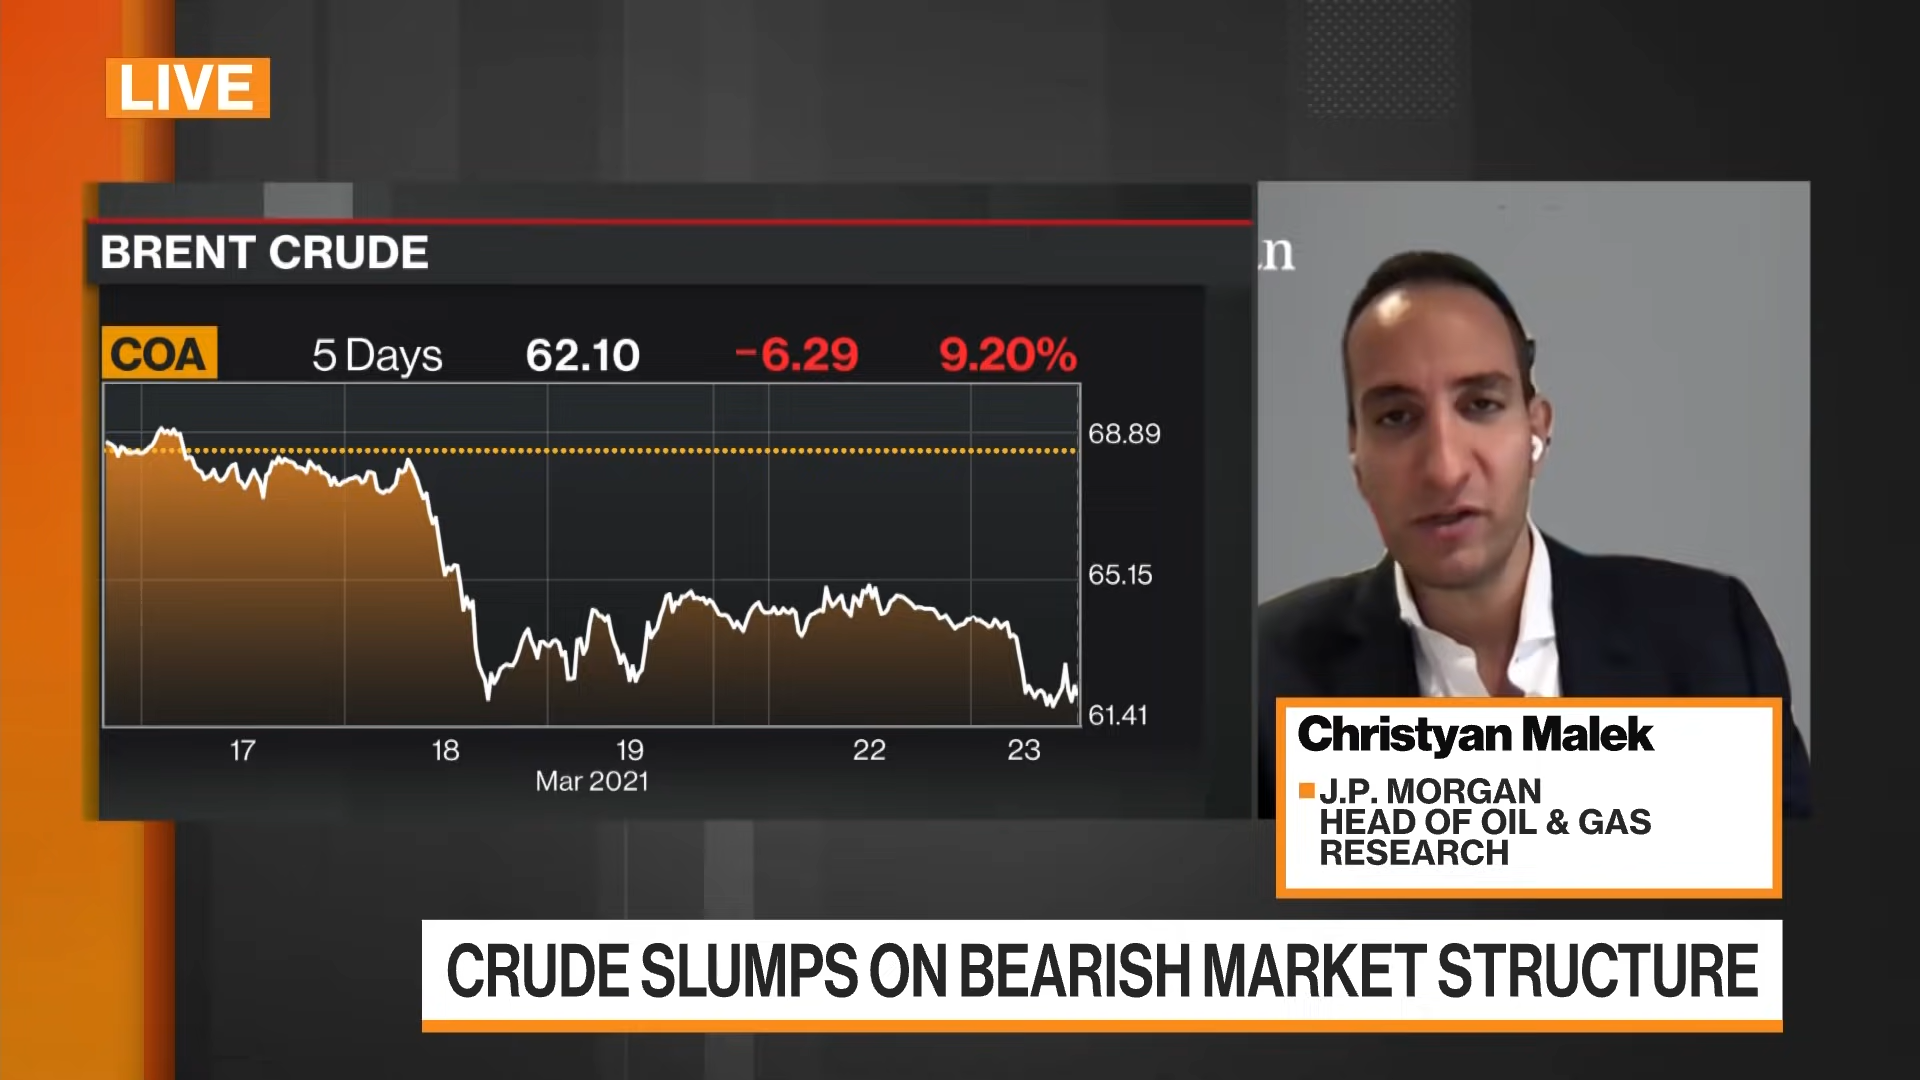 LIVE
BRENT CRUDE
COA 5 Days 62.10 -6.29 9.20%
68.89
65.15
61.41
17 18 19 22 23
Mar 2021
n
Christyan Malek
J.P. MORGAN
HEAD OF OIL & GAS
RESEARCH
CRUDE SLUMPS ON BEARISH MARKET STRUCTURE